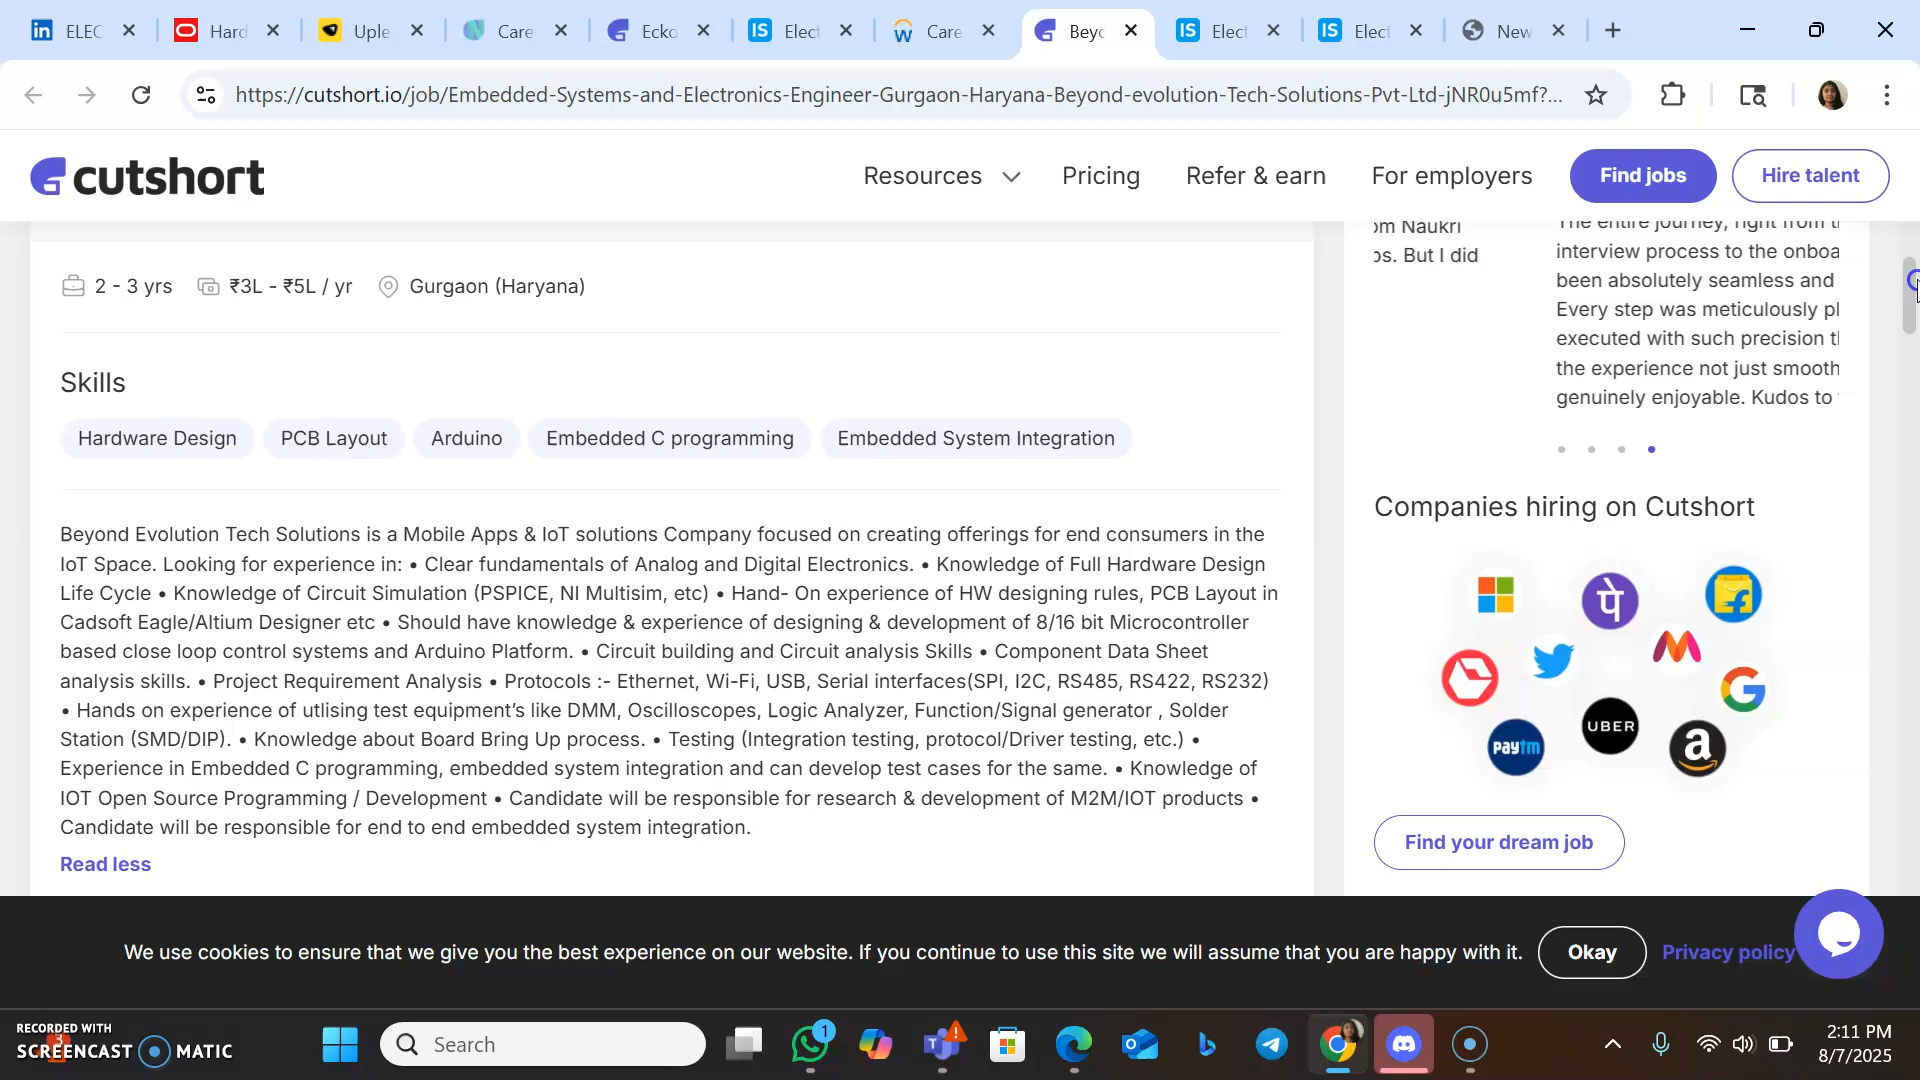 ELEC
Hard
Uple
Care
Ecko
Elect
Care
Beyo
Elect
Elect
New
https://cutshort.io/job/Embedded-Systems-and-Electronics-Engineer-Gurgaon-Haryana-Beyond-evolution-Tech-Solutions-Pvt-Ltd-jNR0u5mf?...
cutshort
Resources
Pricing
Refer & earn
For employers
Find jobs
Hire talent
2 - 3 yrs
₹3L - ₹5L / yr
Gurgaon (Haryana)
Skills
Hardware Design
PCB Layout
Arduino
Embedded C programming
Embedded System Integration
Beyond Evolution Tech Solutions is a Mobile Apps & IoT solutions Company focused on creating offerings for end consumers in the
IoT Space. Looking for experience in: • Clear fundamentals of Analog and Digital Electronics. • Knowledge of Full Hardware Design
Life Cycle • Knowledge of Circuit Simulation (PSPICE, NI Multisim, etc) • Hand- On experience of HW designing rules, PCB Layout in
Cadsoft Eagle/Altium Designer etc • Should have knowledge & experience of designing & development of 8/16 bit Microcontroller
based close loop control systems and Arduino Platform. • Circuit building and Circuit analysis Skills • Component Data Sheet
analysis skills. • Project Requirement Analysis • Protocols :- Ethernet, Wi-Fi, USB, Serial interfaces(SPI, I2C, RS485, RS422, RS232)
• Hands on experience of utlising test equipment's like DMM, Oscilloscopes, Logic Analyzer, Function/Signal generator , Solder
Station (SMD/DIP). • Knowledge about Board Bring Up process. • Testing (Integration testing, protocol/Driver testing, etc.) •
Experience in Embedded C programming, embedded system integration and can develop test cases for the same. • Knowledge of
IOT Open Source Programming / Development • Candidate will be responsible for research & development of M2M/IOT products •
Candidate will be responsible for end to end embedded system integration.
Read less
om Naukri
os. But I did
The entire journey, right from t
interview process to the onboa
been absolutely seamless and
Every step was meticulously pl
executed with such precision t
the experience not just smooth
genuinely enjoyable. Kudos to
Companies hiring on Cutshort
पे
UBER
paytm
Find your dream job
We use cookies to ensure that we give you the best experience on our website. If you continue to use this site we will assume that you are happy with it.
Okay
Privacy policy
RECORDED WITH
SCREENCAST MATIC
3
Search
1
2:11 PM
8/7/2025